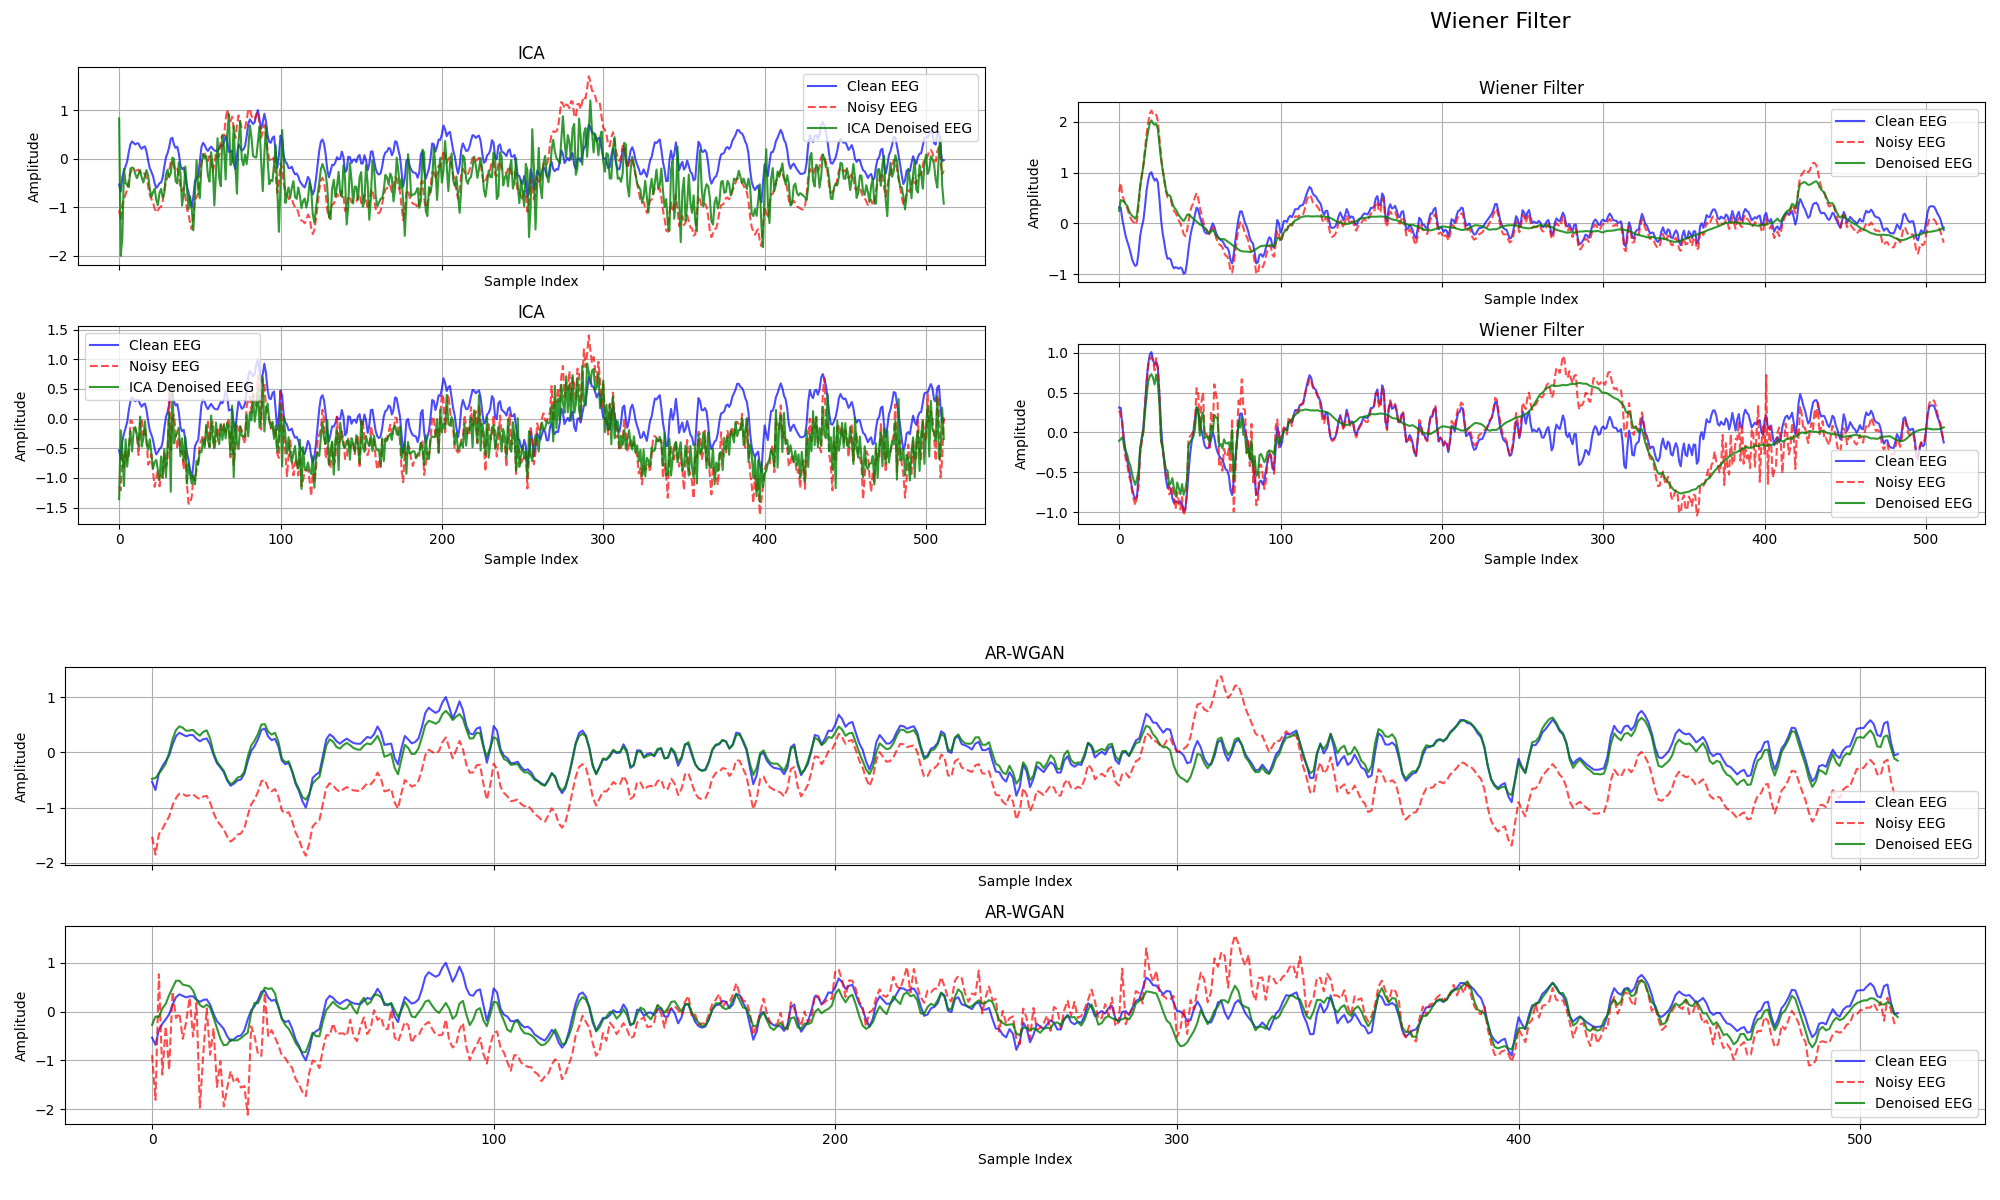 Wiener Filter
ICA
Amplitude
1
0
−1
−2
Clean EEG
Noisy EEG
ICA Denoised EEG
Sample Index
ICA
Amplitude
1.5
1.0
0.5
0.0
−0.5
−1.0
−1.5
Clean EEG
Noisy EEG
ICA Denoised EEG
0 100 200 300 400 500
Sample Index
Wiener Filter
Amplitude
2
1
0
−1
Clean EEG
Noisy EEG
Denoised EEG
Sample Index
Wiener Filter
Amplitude
1.0
0.5
0.0
−0.5
−1.0
Clean EEG
Noisy EEG
Denoised EEG
0 100 200 300 400 500
Sample Index
AR-WGAN
Amplitude
1
0
−1
−2
Clean EEG
Noisy EEG
Denoised EEG
Sample Index
AR-WGAN
Amplitude
1
0
−1
−2
Clean EEG
Noisy EEG
Denoised EEG
0 100 200 300 400 500
Sample Index